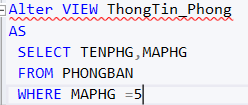 Alter VIEW ThongTin_Phong
AS
SELECT TENPHG,MAPHG
FROM PHONGBAN
WHERE MAPHG =5